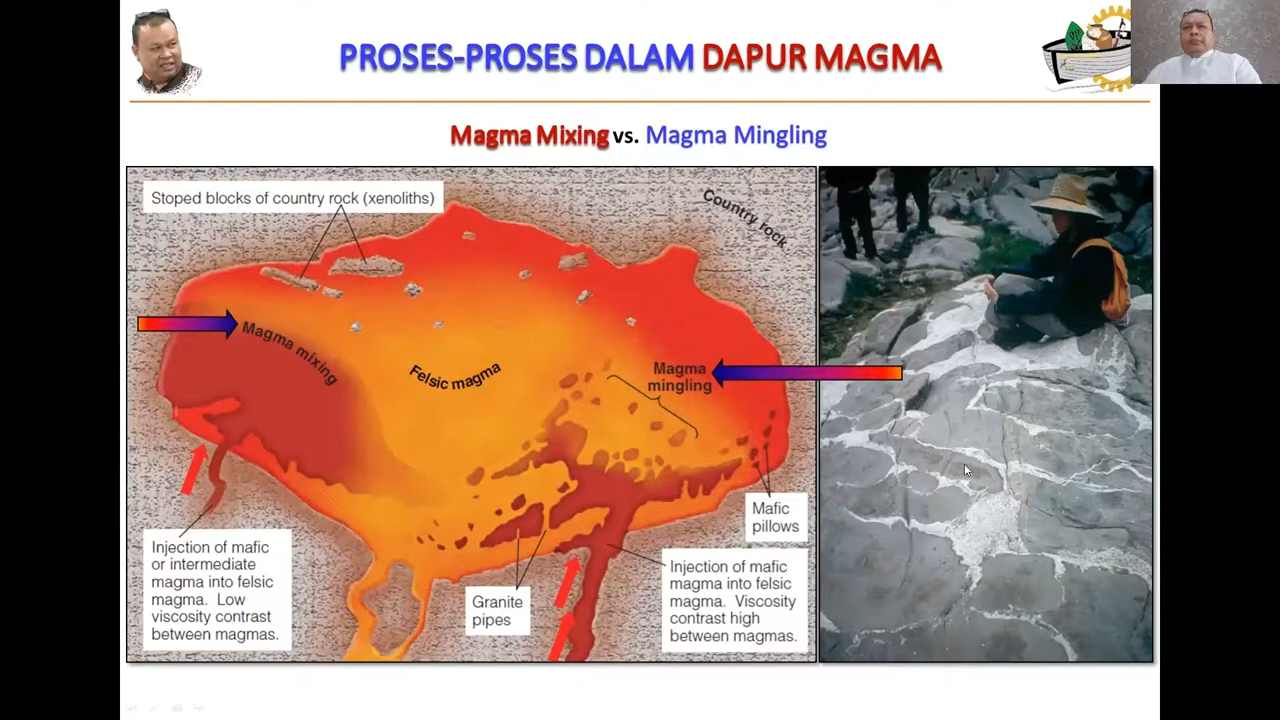 PROSES-PROSES DALAM DAPUR MAGMA
Magma Mixing vs. Magma Mingling
Stoped blocks of country rock (xenoliths)
Country rock
Magma mixing
Felsic magma
Magma
mingling
Mafic
pillows
Injection of mafic
or intermediate
magma into felsic
magma. Low
viscosity contrast
between magmas.
Granite
pipes
Injection of mafic
magma into felsic
magma. Viscosity
contrast high
between magmas.